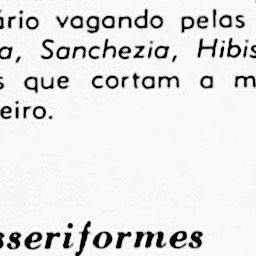 ário vagando pelas
a, Sanchezia, Hibis
s que cortam a m
eiro.
sseriformes